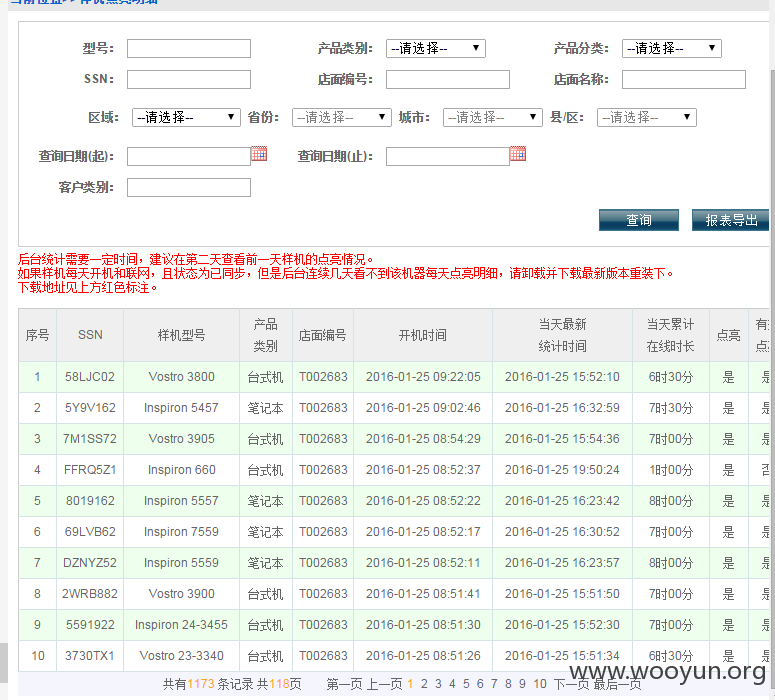 型号： 产品类别： --请选择-- 产品分类： --请选择--
SSN： 店面编号： 店面名称：
区域： --请选择-- 省份： --请选择-- 城市： --请选择-- 县/区： --请选择--
查询日期(起)： 查询日期(止)：
客户类别：
查询 报表导出
后台统计需要一定时间，建议在第二天查看前一天样机的点亮情况。
如果样机每天开机和联网，且状态为已同步，但是后台连续几天看不到该机器每天点亮明细，请卸载并下载最新版本重装下。
下载地址见上方红色标注。
序号 SSN 样机型号 产品类别 店面编号 开机时间 当天最新统计时间 当天累计在线时长 点亮
1 58LJC02 Vostro 3800 台式机 T002683 2016-01-25 09:22:05 2016-01-25 15:52:10 6时30分 是 是
2 5Y9V162 Inspiron 5457 笔记本 T002683 2016-01-25 09:02:46 2016-01-25 16:32:59 7时30分 是 是
3 7M1SS72 Vostro 3905 台式机 T002683 2016-01-25 08:54:29 2016-01-25 15:54:36 7时00分 是 是
4 FFRQ5Z1 Inspiron 660 台式机 T002683 2016-01-25 08:52:37 2016-01-25 19:50:24 1时00分 是 否
5 8019162 Inspiron 5557 笔记本 T002683 2016-01-25 08:52:22 2016-01-25 16:23:42 8时00分 是 是
6 69LVB62 Inspiron 7559 笔记本 T002683 2016-01-25 08:52:17 2016-01-25 16:30:52 7时00分 是 是
7 DZNYZ52 Inspiron 5559 笔记本 T002683 2016-01-25 08:52:11 2016-01-25 16:23:57 8时00分 是 是
8 2WRB882 Vostro 3900 台式机 T002683 2016-01-25 08:51:41 2016-01-25 15:51:50 7时00分 是 是
9 5591922 Inspiron 24-3455 台式机 T002683 2016-01-25 08:51:30 2016-01-25 15:52:30 7时00分 是 是
10 3730TX1 Vostro 23-3340 台式机 T002683 2016-01-25 08:51:26 2016-01-25 15:51:34 6时30分 是 是
共有1173条记录 共118页 第一页 上一页 1 2 3 4 5 6 7 8 9 10 下一页 最后一页
www.wooyun.org